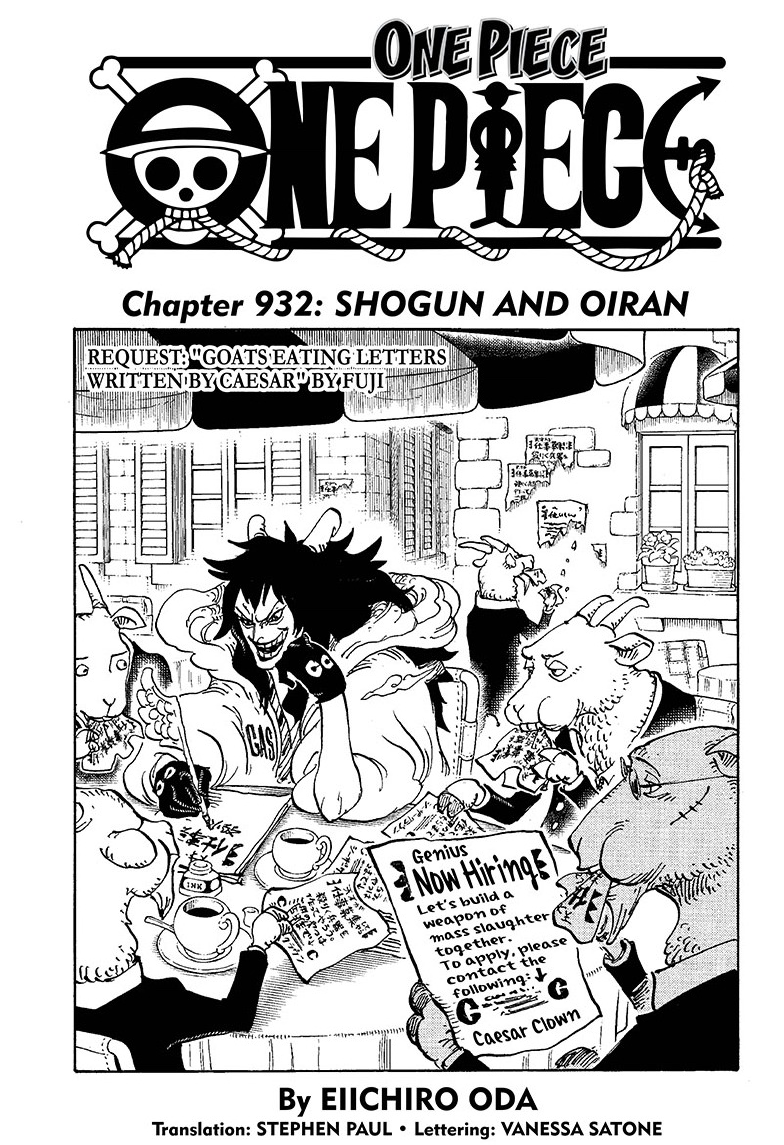 ONE PIECE
ONE PIECE
Chapter 932: SHOGUN AND OIRAN
REQUEST: "GOATS EATING LETTERS
WRITTEN BY CAESAR" BY FUJI
CC
GAS
INK
Genius
Now Hiring!
Let's build a
weapon of
mass slaughter
together.
To apply, please
contact the
following:↓
Caesar Clown
By EIICHIRO ODA
Translation: STEPHEN PAUL • Lettering: VANESSA SATONE